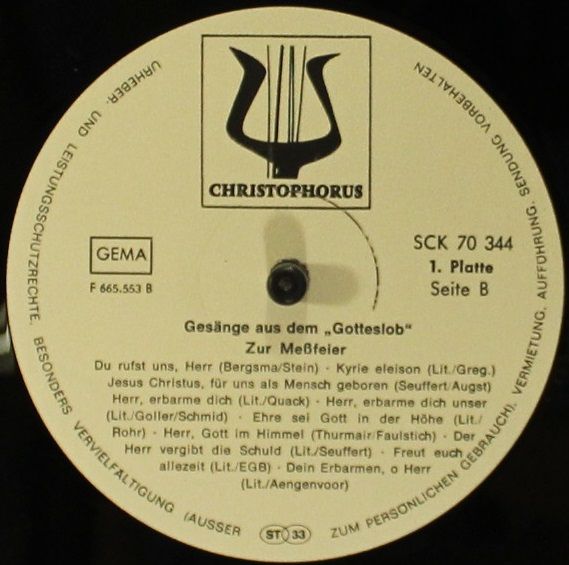 CHRISTOPHORUS
GEMA
F 665.553 B
SCK 70 344
1. Platte
Seite B
Gesänge aus dem „Gotteslob“
Zur Meßfeier
Du rufst uns, Herr (Bergsma/Stein) · Kyrie eleison (Lit./Greg.)
Jesus Christus, für uns als Mensch geboren (Seuffert/Augst)
Herr, erbarme dich (Lit./Quack) · Herr, erbarme dich unser
(Lit./Goller/Schmid) · Ehre sei Gott in der Höhe (Lit./
Rohr) · Herr, Gott im Himmel (Thurmair/Faulstich) · Der
Herr vergibt die Schuld (Lit./Seuffert) · Freut euch
allezeit (Lit./EGB) · Dein Erbarmen, o Herr
(Lit./Aengenvoor)
URHEBER- UND LEISTUNGSSCHUTZRECHTE, BESONDERS VERVIELFÄLTIGUNG (AUSSER ZUM PERSÖNLICHEN GEBRAUCH), VERMIETUNG, AUFFÜHRUNG, SENDUNG VORBEHALTEN
ST 33